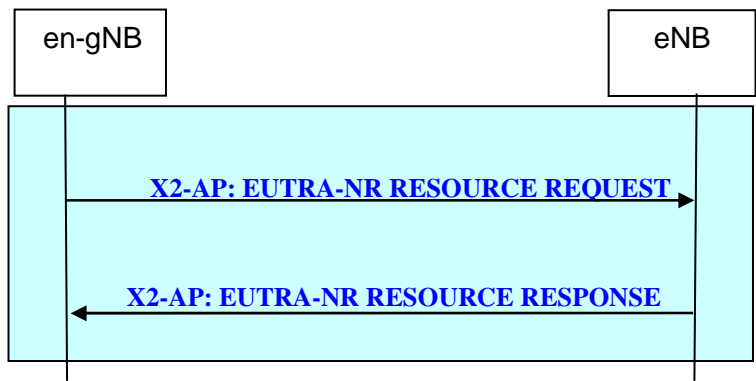 en-gNB
eNB
X2-AP: EUTRA-NR RESOURCE REQUEST
X2-AP: EUTRA-NR RESOURCE RESPONSE